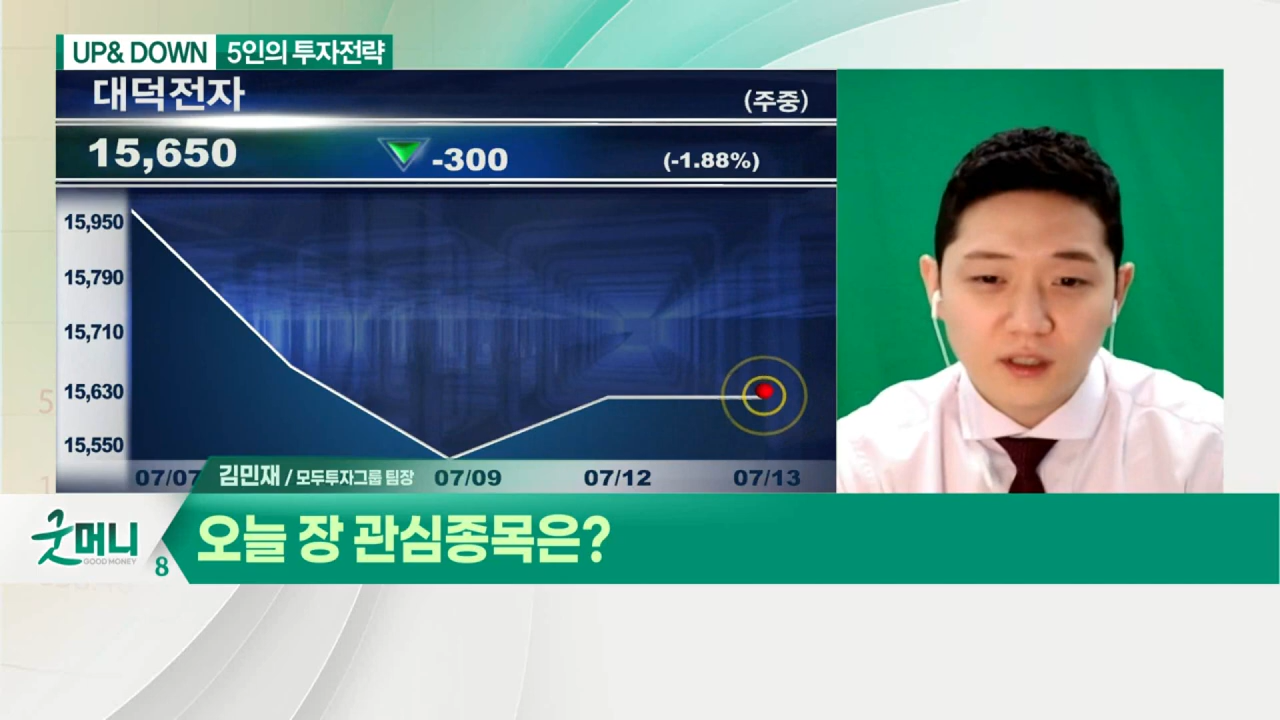 UP& DOWN 5인의 투자전략
대덕전자 (주중)
15,650 -300 (-1.88%)
15,950
15,790
15,710
15,630
15,550
07/07 07/09 07/12 07/13
김민재 / 모두투자그룹 팀장
굿머니
GOOD MONEY
8
오늘 장 관심종목은?
5
1